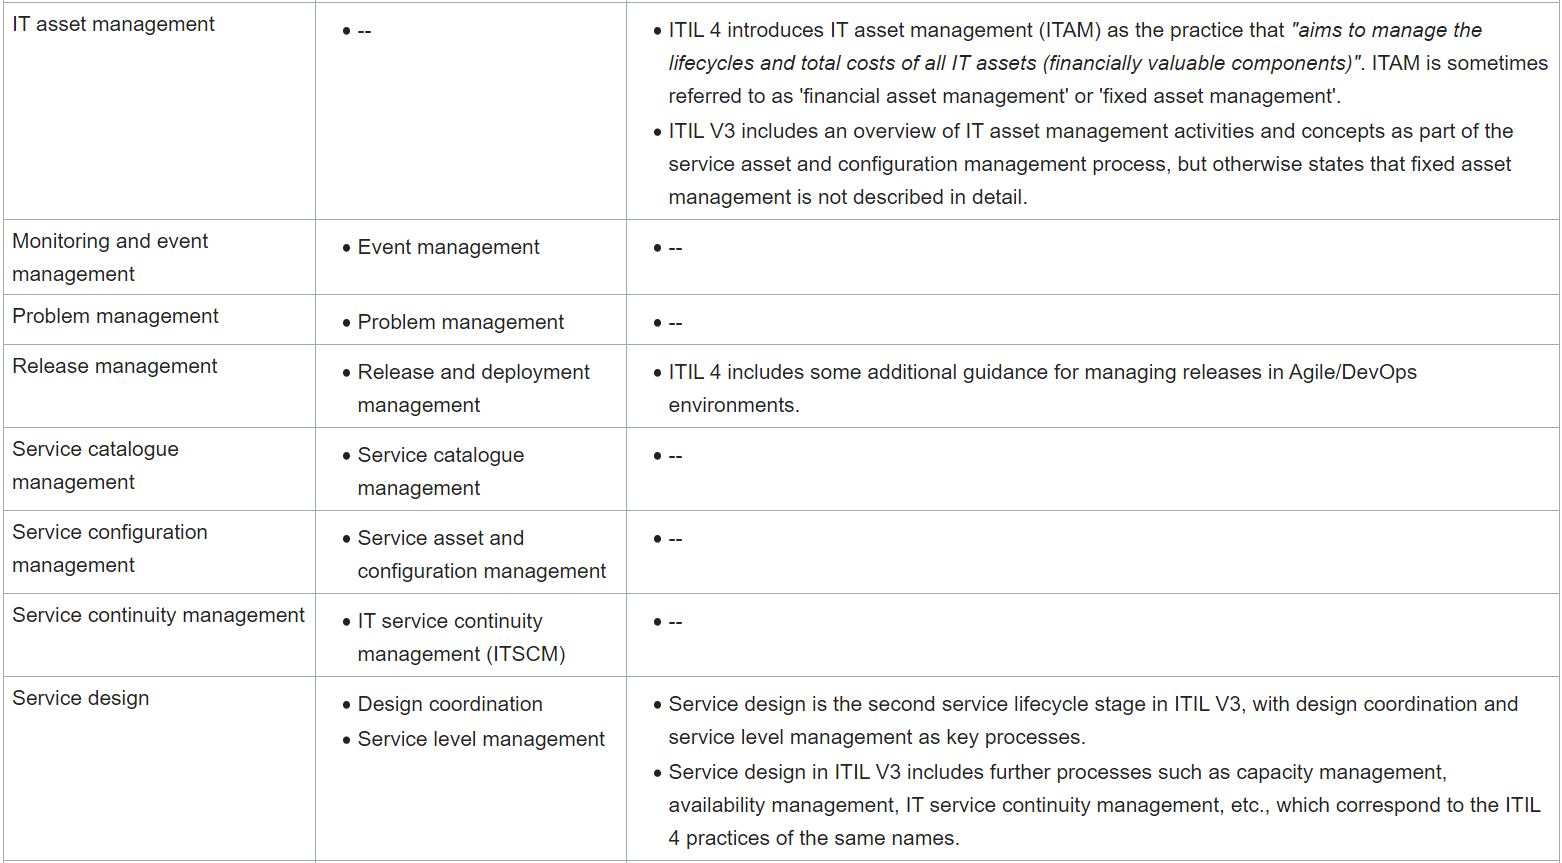 IT asset management
• --
• ITIL 4 introduces IT asset management (ITAM) as the practice that "aims to manage the
lifecycles and total costs of all IT assets (financially valuable components)". ITAM is sometimes
referred to as 'financial asset management' or 'fixed asset management'.
• ITIL V3 includes an overview of IT asset management activities and concepts as part of the
service asset and configuration management process, but otherwise states that fixed asset
management is not described in detail.
Monitoring and event
management
• Event management
• --
Problem management
• Problem management
• --
Release management
• Release and deployment
management
• ITIL 4 includes some additional guidance for managing releases in Agile/DevOps
environments.
Service catalogue
management
• Service catalogue
management
• --
Service configuration
management
• Service asset and
configuration management
• --
Service continuity management
• IT service continuity
management (ITSCM)
• --
Service design
• Design coordination
• Service level management
• Service design is the second service lifecycle stage in ITIL V3, with design coordination and
service level management as key processes.
• Service design in ITIL V3 includes further processes such as capacity management,
availability management, IT service continuity management, etc., which correspond to the ITIL
4 practices of the same names.